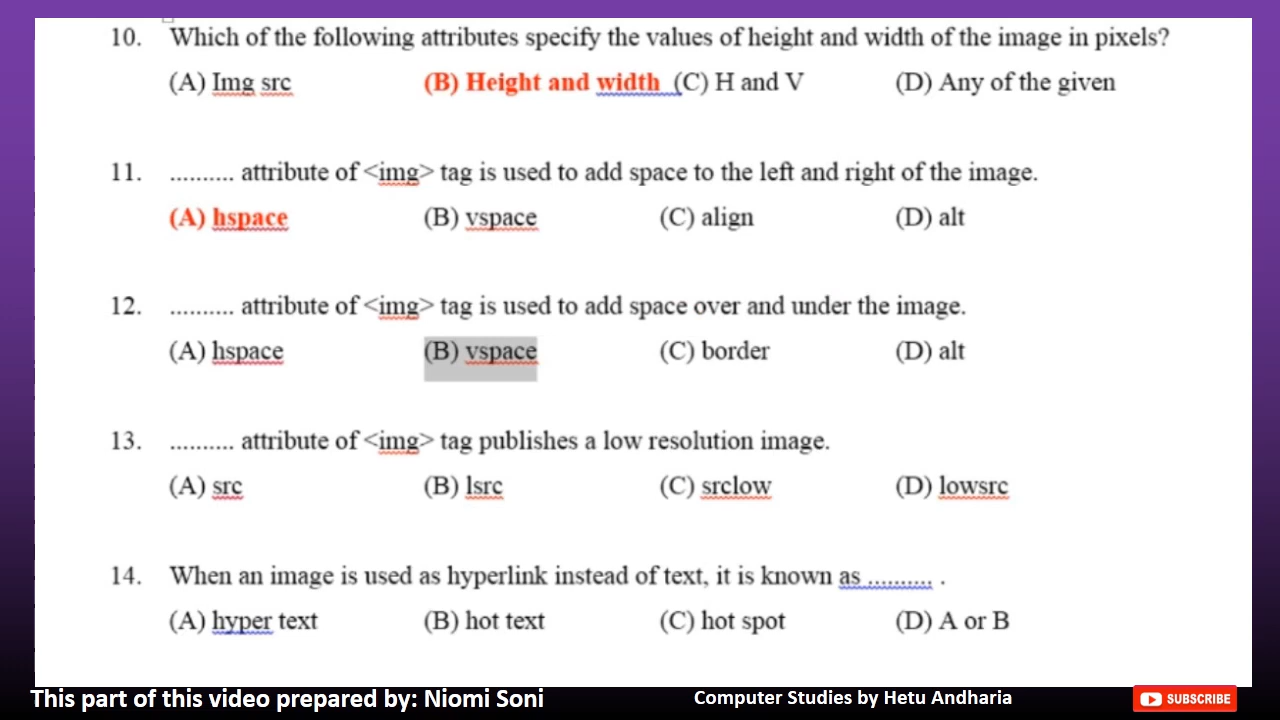 10. Which of the following attributes specify the values of height and width of the image in pixels?
(A) Img src (B) Height and width (C) H and V (D) Any of the given
11. .......... attribute of <img> tag is used to add space to the left and right of the image.
(A) hspace (B) vspace (C) align (D) alt
12. .......... attribute of <img> tag is used to add space over and under the image.
(A) hspace (B) vspace (C) border (D) alt
13. .......... attribute of <img> tag publishes a low resolution image.
(A) src (B) lsrc (C) srclow (D) lowsrc
14. When an image is used as hyperlink instead of text, it is known as .......... .
(A) hyper text (B) hot text (C) hot spot (D) A or B
This part of this video prepared by: Niomi Soni Computer Studies by Hetu Andharia SUBSCRIBE